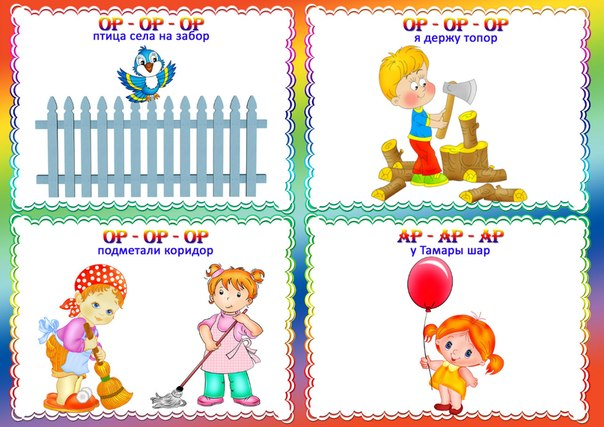 ОР - ОР - ОР
птица села на забор
ОР - ОР - ОР
я держу топор
ОР - ОР - ОР
подметали коридор
АР - АР - АР
у Тамары шар